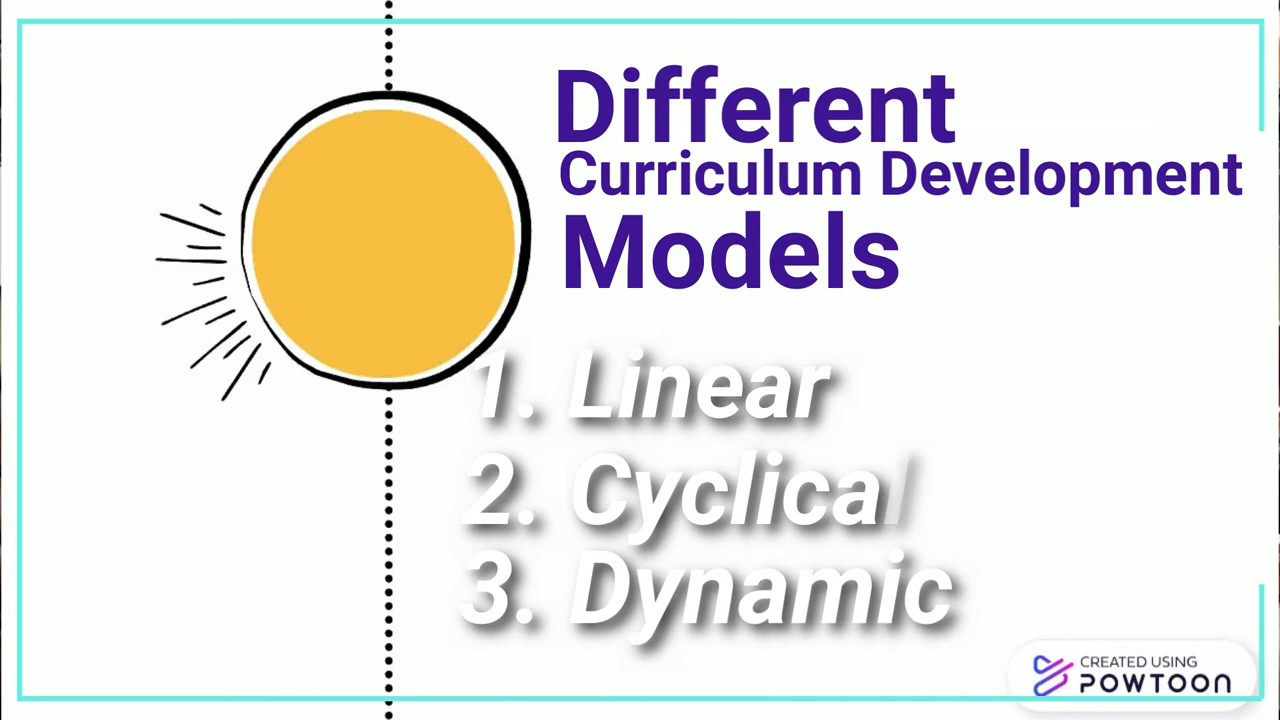 Different
Curriculum Development
Models
1. Linear
2. Cyclical
3. Dynamic
CREATED USING
POWTOON